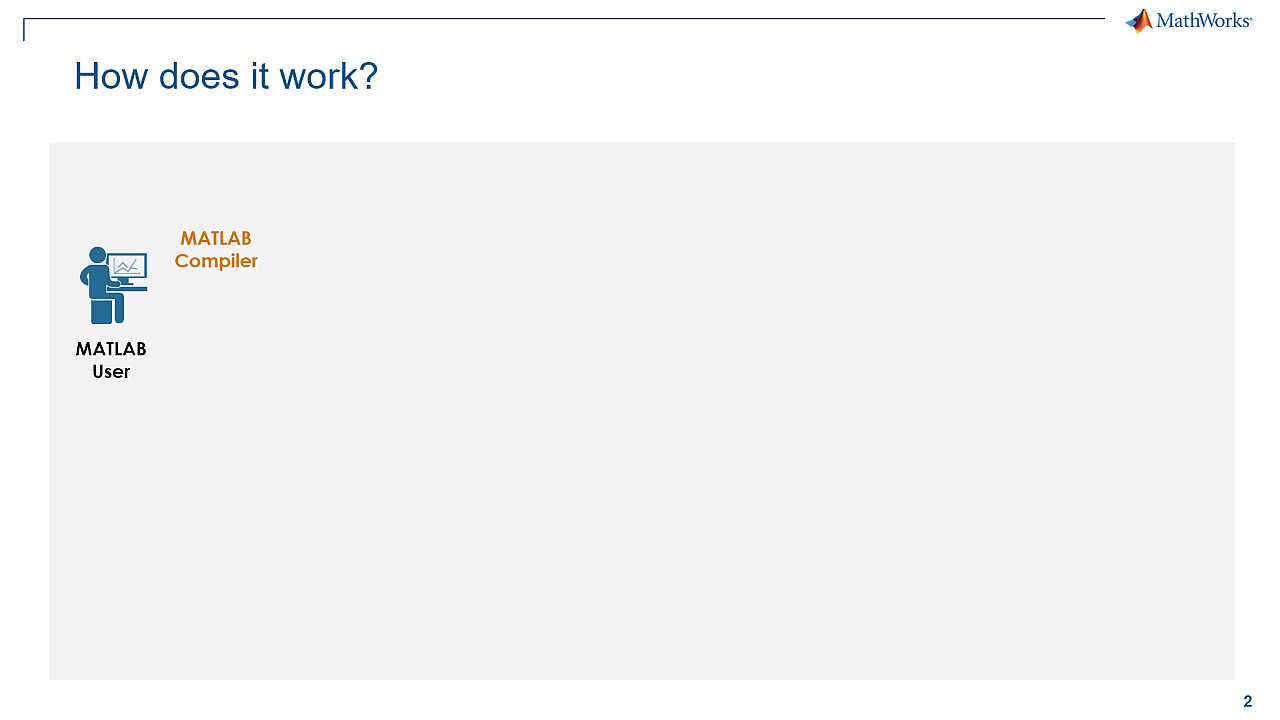 MathWorks
How does it work?
MATLAB
Compiler
MATLAB
User
2